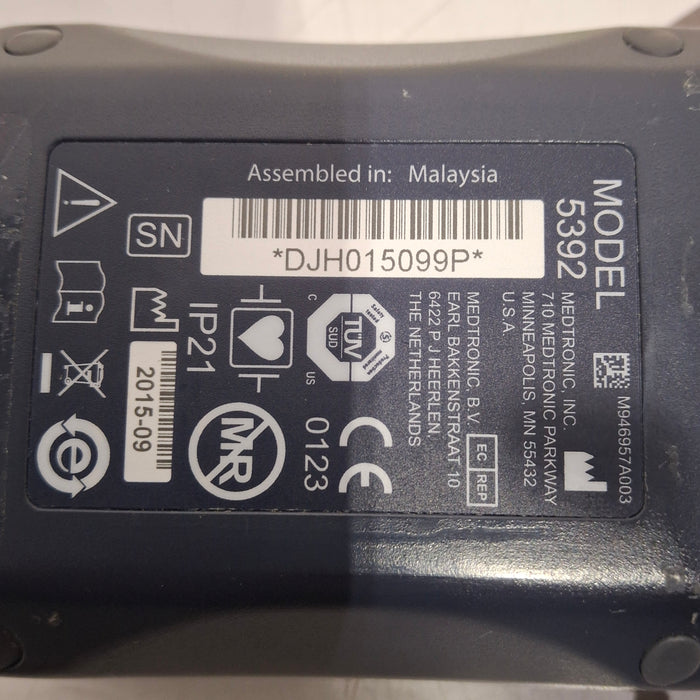 MODEL
5392
M946957A003
MEDTRONIC, INC.
710 MEDTRONIC PARKWAY
MINNEAPOLIS, MN 55432
U.S.A
EC REP
MEDTRONIC B.V.
EARL BAKKENSTRAAT 10
6422 PJ HEERLEN,
THE NETHERLANDS
Assembled in: Malaysia
*DJH015099P*
SN
C
TÜV
SÜD
US
CE
0123
IP21
MR
2015-09
e